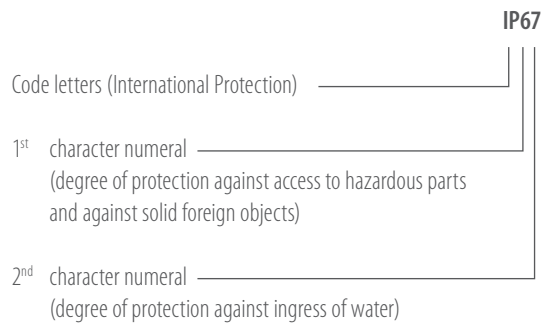 IP67
Code letters (International Protection)
1st character numeral
(degree of protection against access to hazardous parts
and against solid foreign objects)
2nd character numeral
(degree of protection against ingress of water)